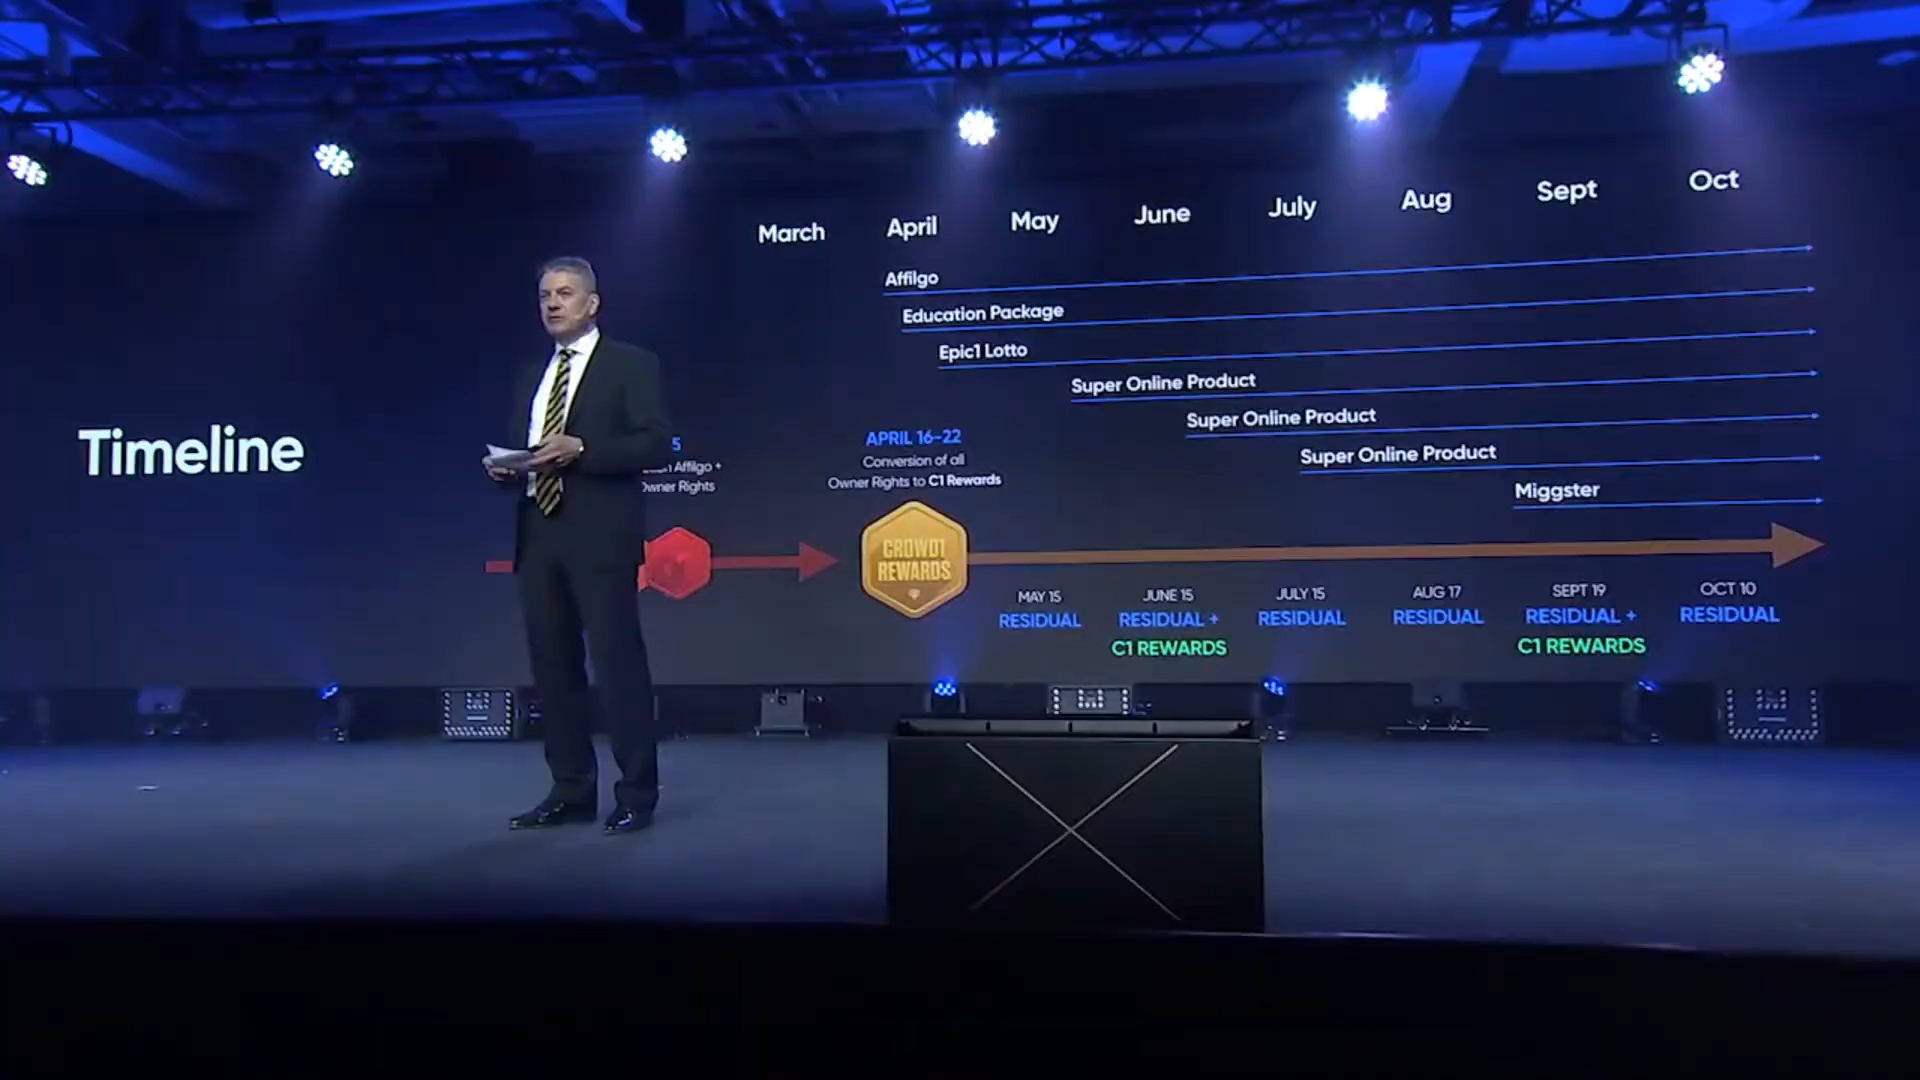 March
April
May
June
July
Aug
Sept
Oct
Affilgo
Education Package
Epic1 Lotto
Super Online Product
Super Online Product
Super Online Product
Miggster
Timeline
5
Affilgo +
Owner Rights
APRIL 16-22
Conversion of all
Owner Rights to C1 Rewards
CROWD1
REWARDS
MAY 15
RESIDUAL
JUNE 15
RESIDUAL +
C1 REWARDS
JULY 15
RESIDUAL
AUG 17
RESIDUAL
SEPT 19
RESIDUAL +
C1 REWARDS
OCT 10
RESIDUAL